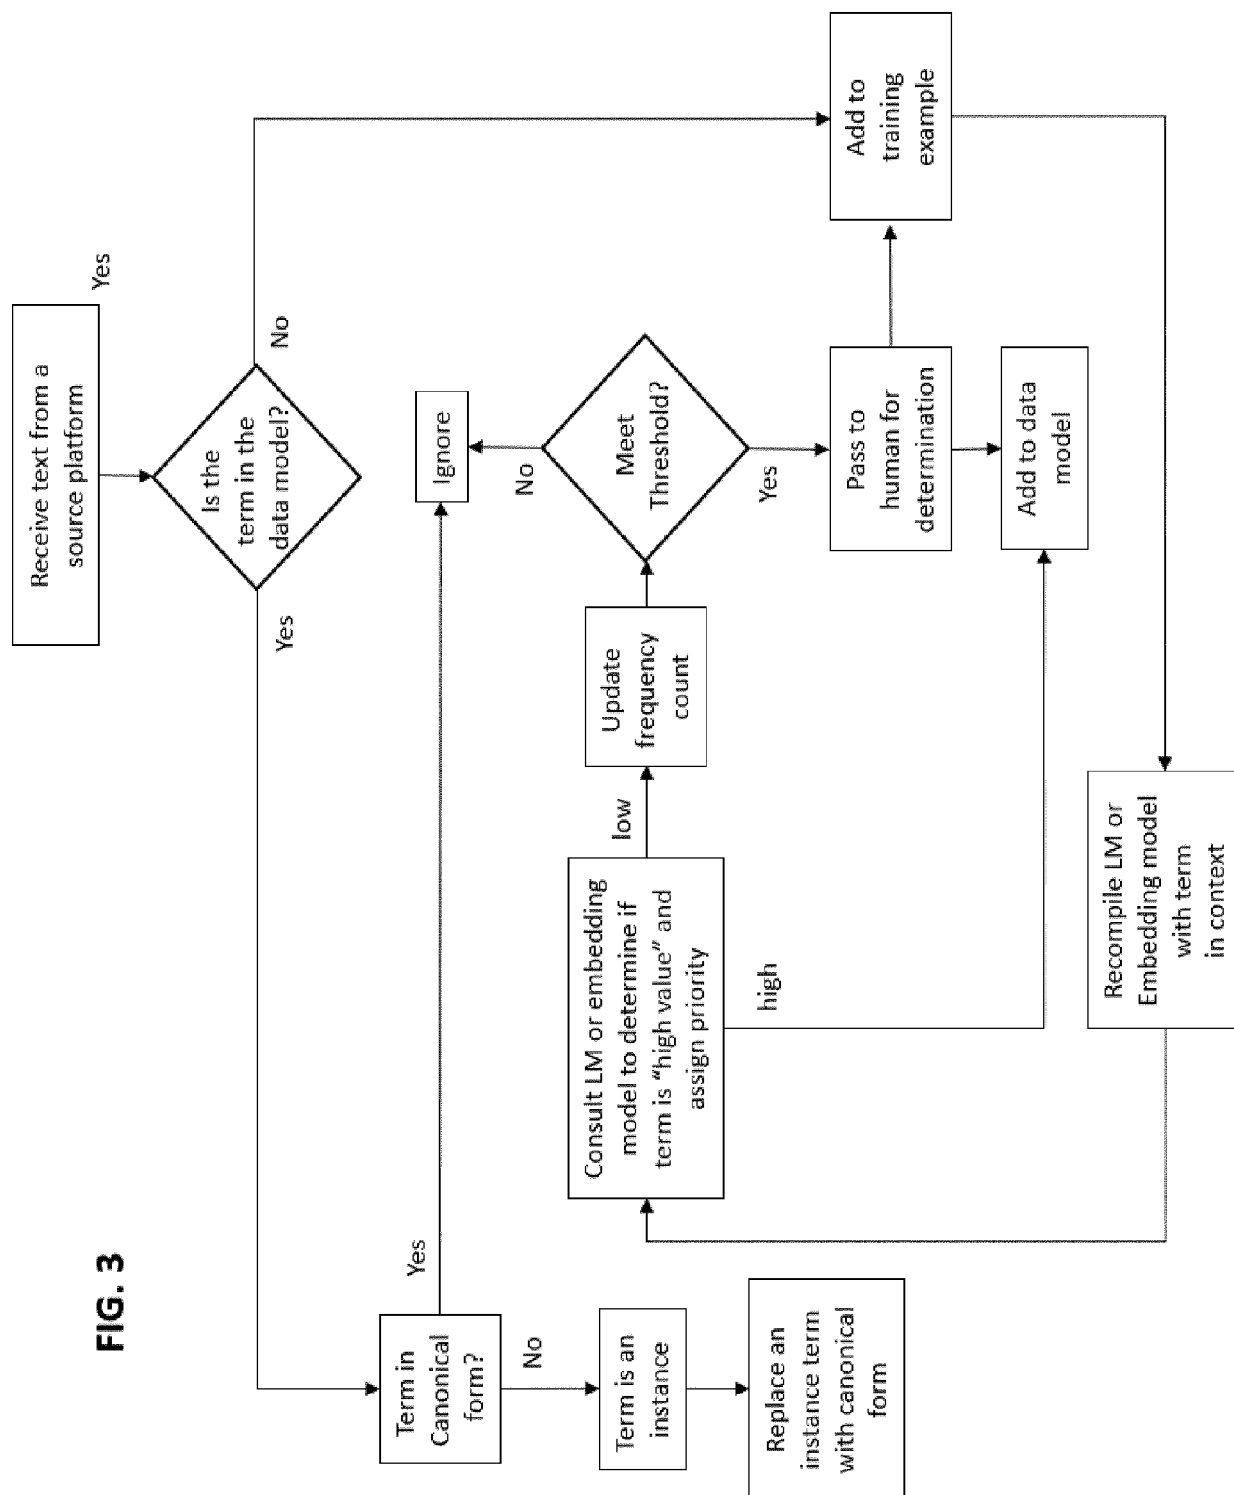 FIG. 3
Receive text from a
source platform
Yes
Is the
term in the
data model?
Yes
No
Term in
Canonical
form?
Yes
No
Ignore
Term is an
instance
Replace an
instance term
with canonical
form
Consult LM or embedding
model to determine if
term is “high value” and
assign priority
low
high
Update
frequency
count
Meet
Threshold?
No
Yes
Pass to
human for
determination
Add to
training
example
Add to data
model
Recompile LM or
Embedding model
with term
in context